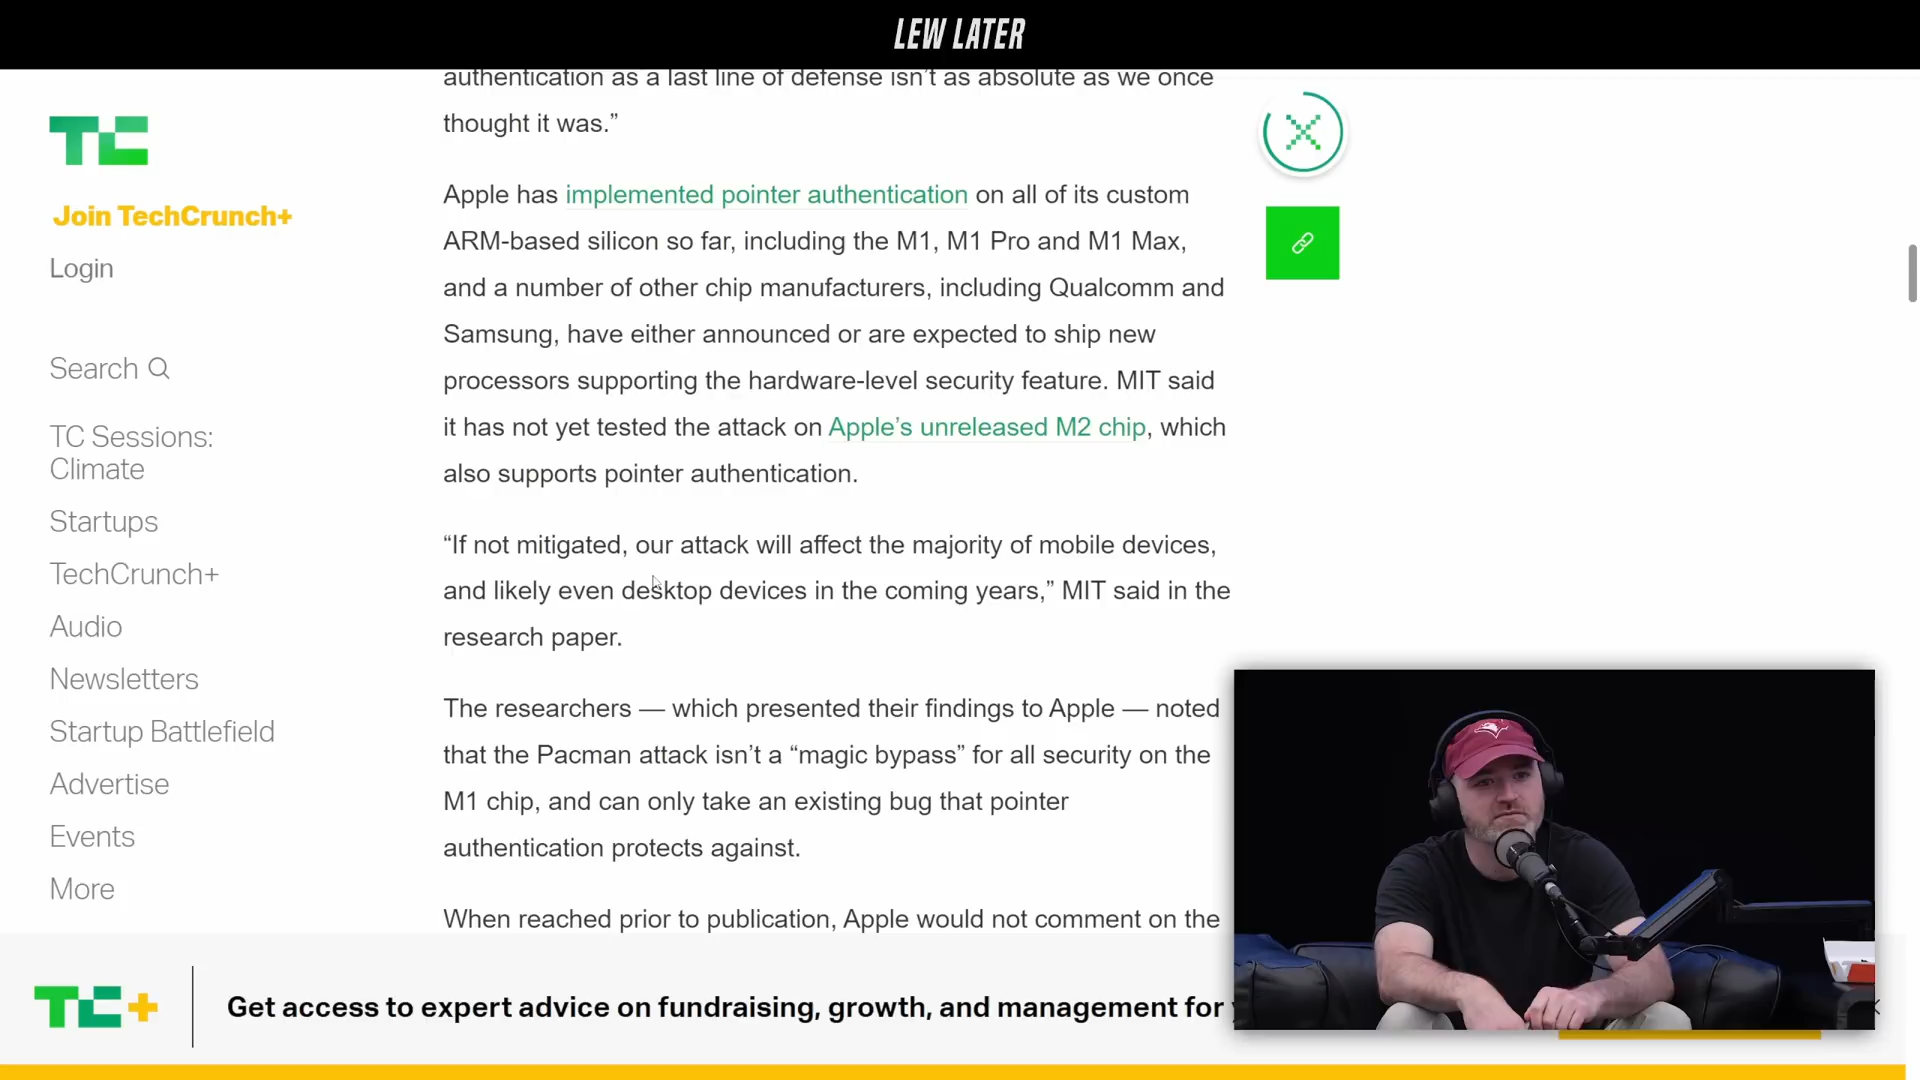 LEW LATER
authentication as a last line of defense isn’t as absolute as we once
thought it was.”
TC
Join TechCrunch+
Login
Search
TC Sessions:
Climate
Startups
TechCrunch+
Audio
Newsletters
Startup Battlefield
Advertise
Events
More
Apple has implemented pointer authentication on all of its custom
ARM-based silicon so far, including the M1, M1 Pro and M1 Max,
and a number of other chip manufacturers, including Qualcomm and
Samsung, have either announced or are expected to ship new
processors supporting the hardware-level security feature. MIT said
it has not yet tested the attack on Apple’s unreleased M2 chip, which
also supports pointer authentication.
“If not mitigated, our attack will affect the majority of mobile devices,
and likely even desktop devices in the coming years,” MIT said in the
research paper.
The researchers — which presented their findings to Apple — noted
that the Pacman attack isn’t a “magic bypass” for all security on the
M1 chip, and can only take an existing bug that pointer
authentication protects against.
When reached prior to publication, Apple would not comment on the
TC+
Get access to expert advice on fundraising, growth, and management for